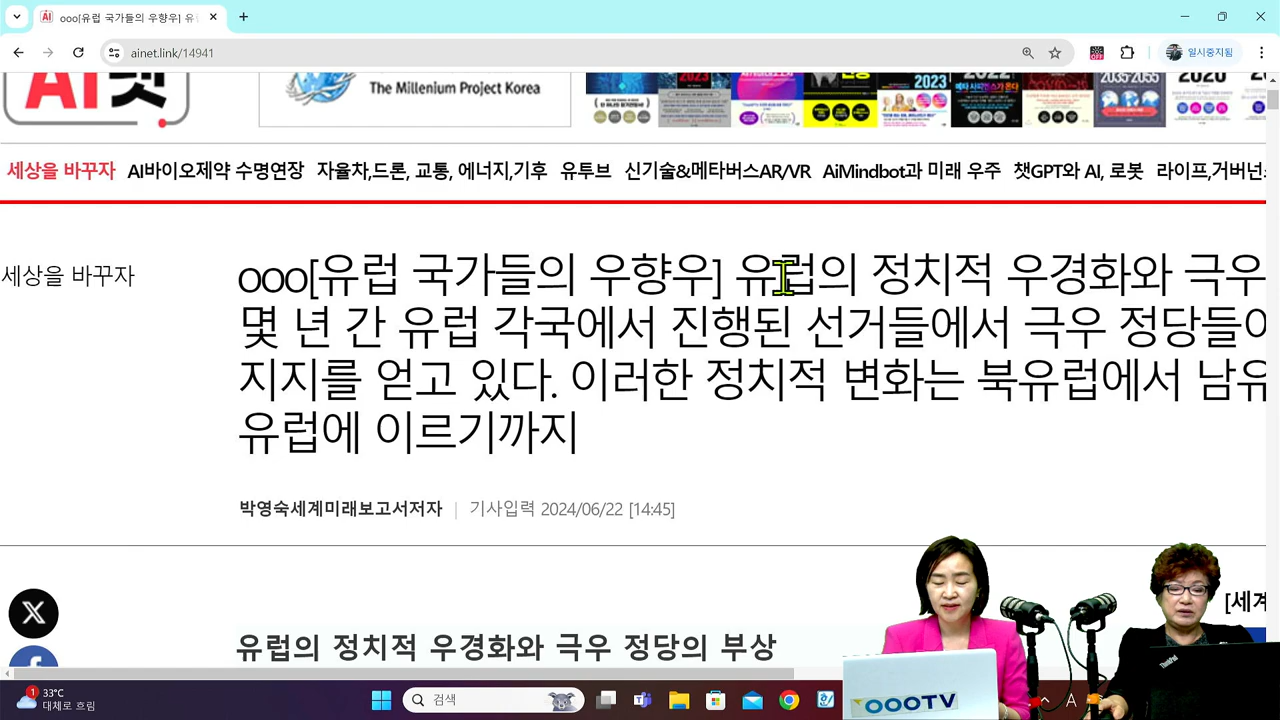 ooo[유럽 국가들의 우향우] 유
ainet.link/14941
일시중지됨
AI넷
The Millenium Project Korea
2023
2022
2023
2035-2055
세상을 바꾸자 AI바이오제약 수명연장 자율차,드론, 교통, 에너지,기후 유투브 신기술&메타버스AR/VR AiMindbot과 미래 우주 챗GPT와 AI, 로봇 라이프,거버넌
세상을 바꾸자
ooo[유럽 국가들의 우향우] 유럽의 정치적 우경화와 극우
몇 년 간 유럽 각국에서 진행된 선거들에서 극우 정당들이
지지를 얻고 있다. 이러한 정치적 변화는 북유럽에서 남유
유럽에 이르기까지
박영숙세계미래보고서저자 | 기사입력 2024/06/22 [14:45]
[세계
유럽의 정치적 우경화와 극우 정당의 부상
ThinkPad
OOOTV
1
33°C
대체로 흐림
검색
A